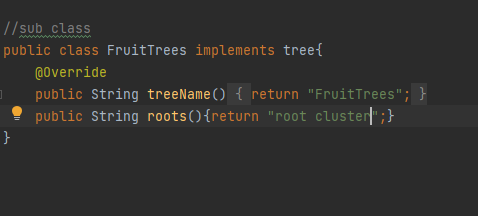 //sub class
public class FruitTrees implements tree{
@Override
public String treeName() { return "FruitTrees"; }
public String roots(){return "root cluster";}
}